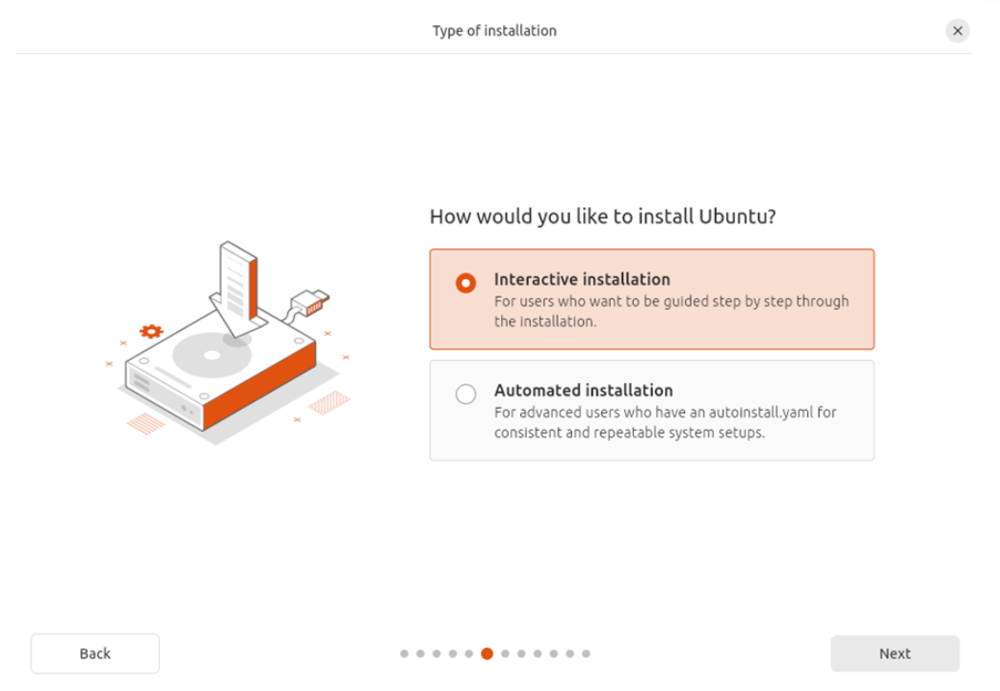 Type of installation
How would you like to install Ubuntu?
Interactive installation
For users who want to be guided step by step through
the installation.
Automated installation
For advanced users who have an autoinstall.yaml for
consistent and repeatable system setups.
Back
Next